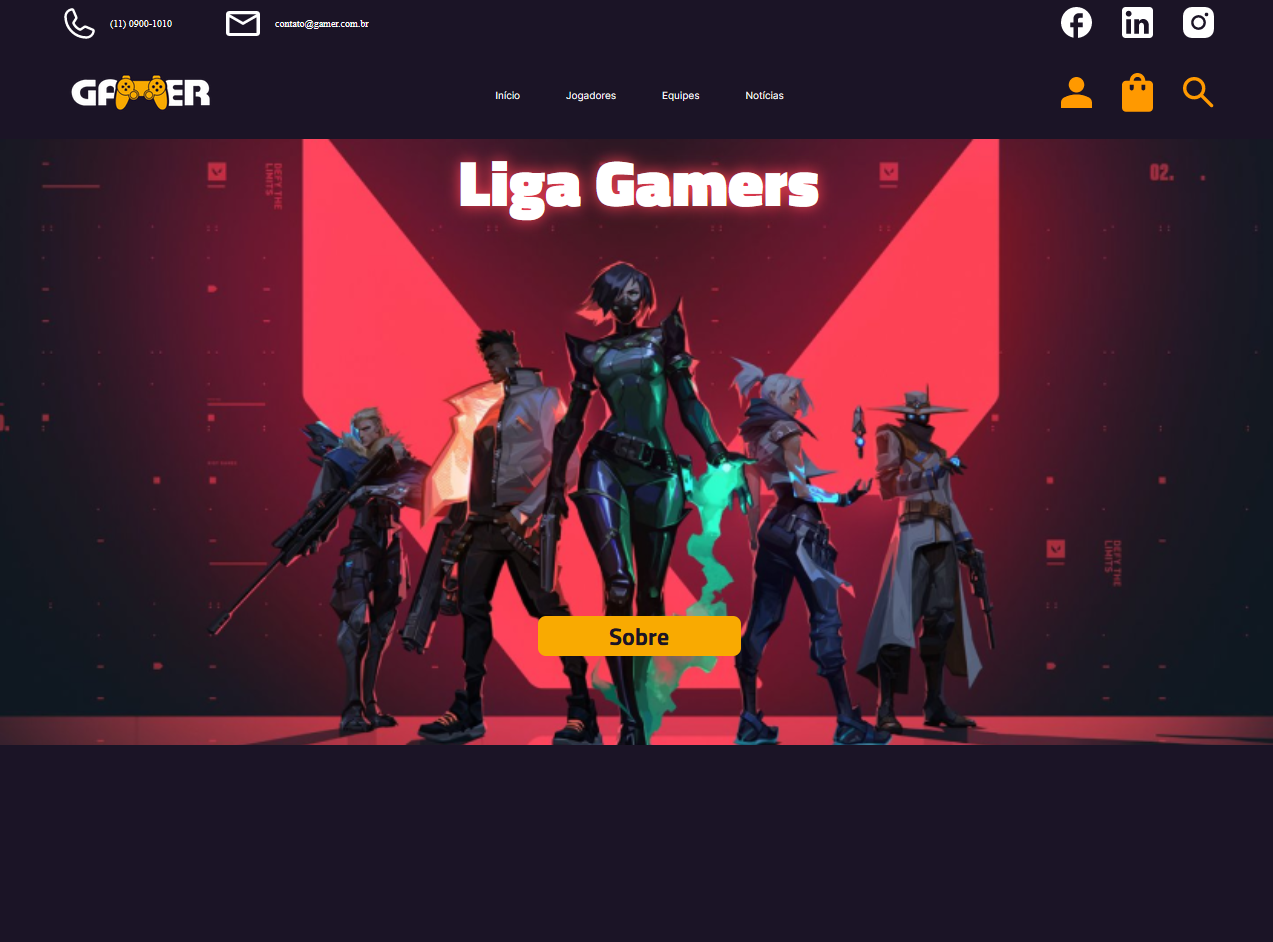 (11) 0900-1010
contato@gamer.com.br
GAMER
Início
Jogadores
Equipes
Notícias
Liga Gamers
DEFY THE
LIMITS
02.
DEFY THE
LIMITS
Sobre